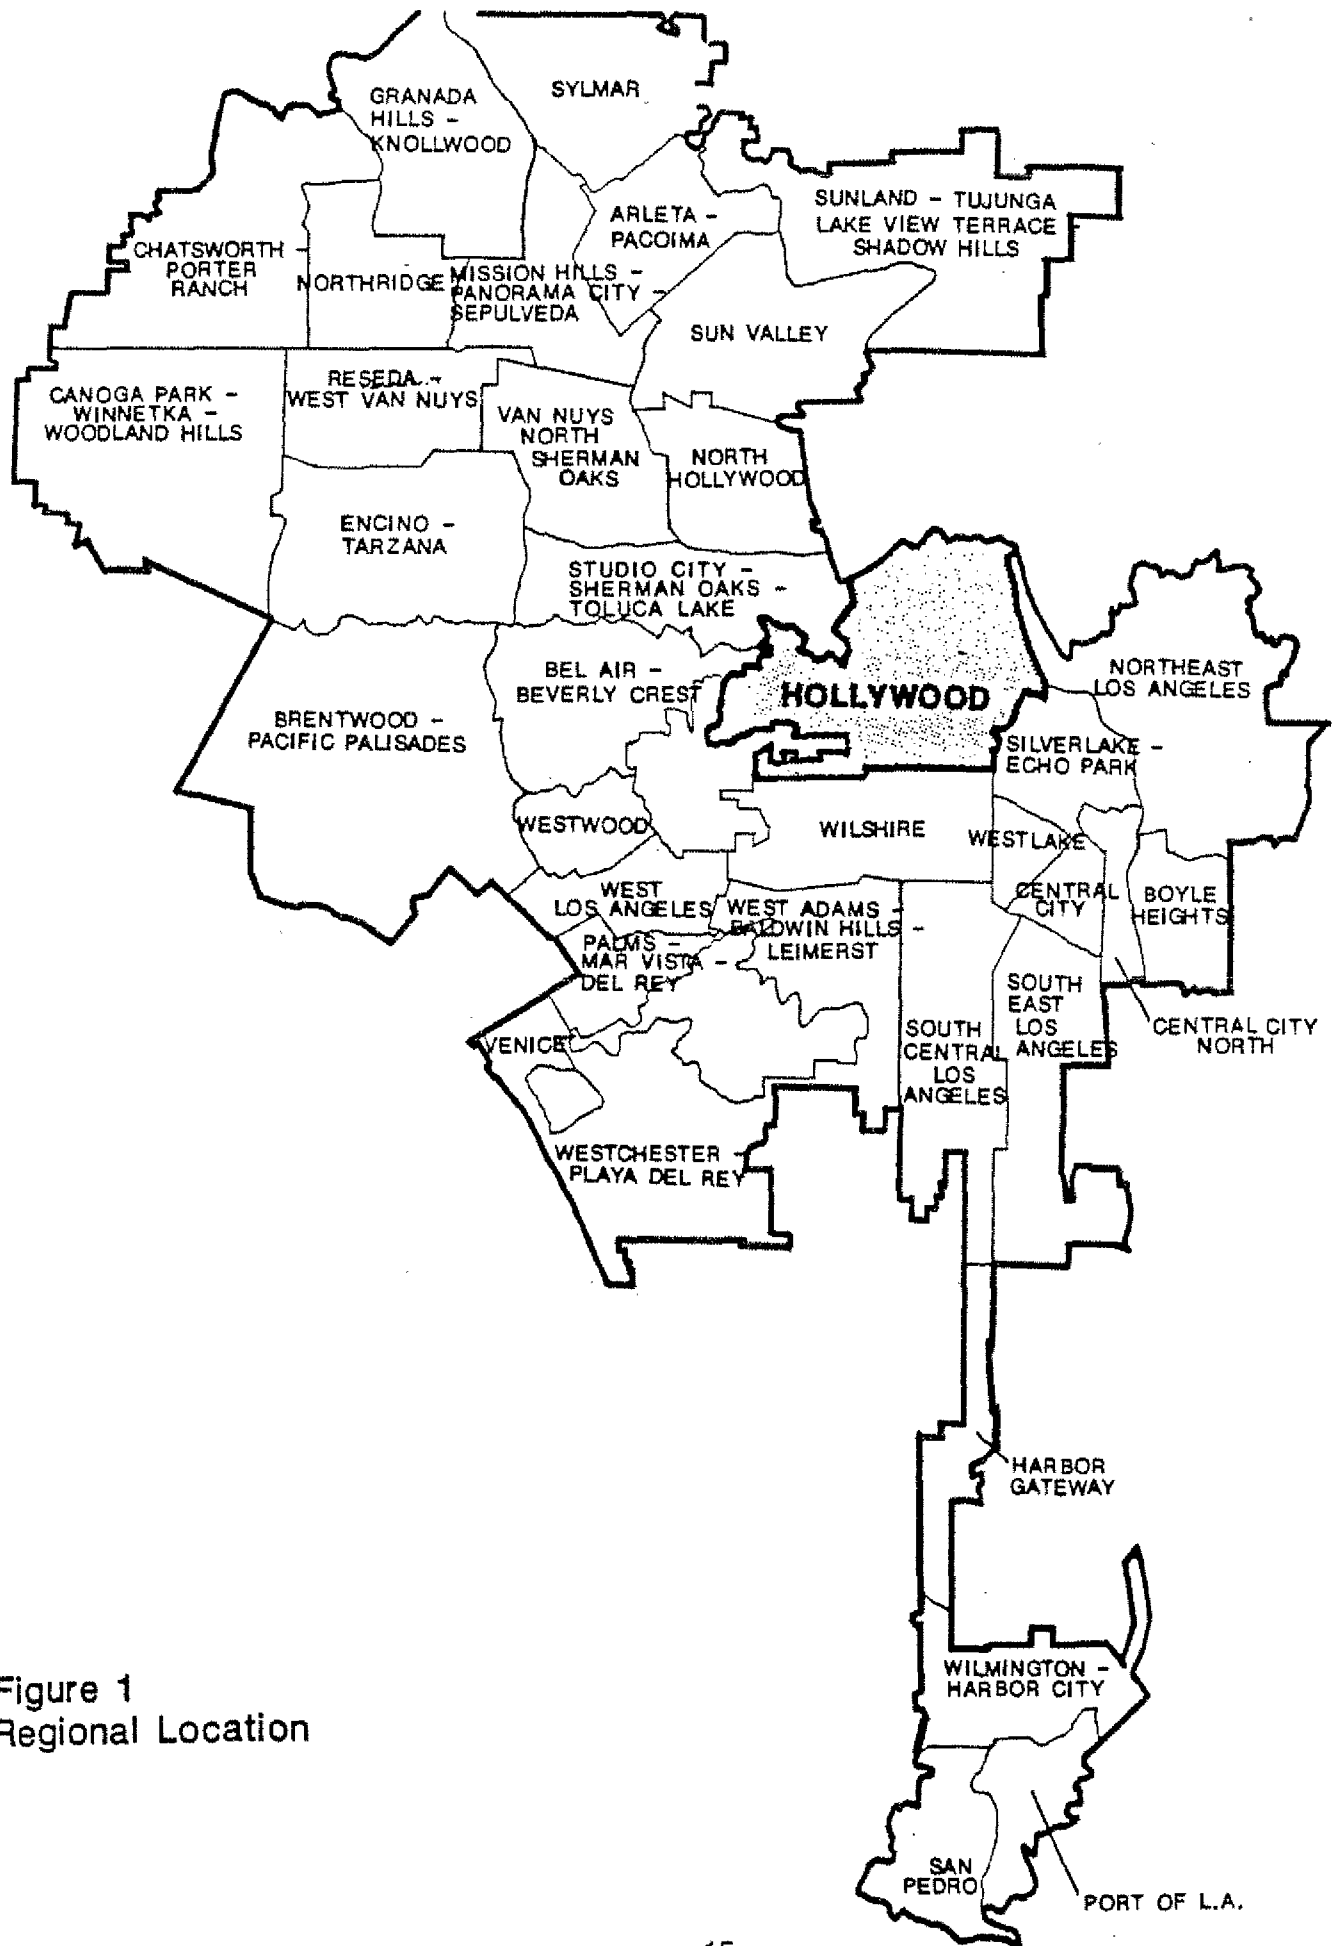 SYLMAR
GRANADA
HILLS -
KNOLLWOOD
SUNLAND - TUJUNGA
LAKE VIEW TERRACE
SHADOW HILLS
ARLETA -
PACOIMA
CHATSWORTH -
PORTER
RANCH
NORTHRIDGE
MISSION HILLS -
PANORAMA CITY -
SEPULVEDA
SUN VALLEY
CANOGA PARK -
WINNETKA -
WOODLAND HILLS
RESEDA -
WEST VAN NUYS
VAN NUYS
NORTH
SHERMAN
OAKS
NORTH
HOLLYWOOD
ENCINO -
TARZANA
STUDIO CITY -
SHERMAN OAKS -
TOLUCA LAKE
BEL AIR -
BEVERLY CREST
HOLLYWOOD
NORTHEAST
LOS ANGELES
BRENTWOOD -
PACIFIC PALISADES
SILVERLAKE -
ECHO PARK
WESTWOOD
WILSHIRE
WESTLAKE
WEST
LOS ANGELES
WEST ADAMS -
BALDWIN HILLS -
LEIMERST
CENTRAL
CITY
BOYLE
HEIGHTS
PALMS -
MAR VISTA -
DEL REY
VENICE
SOUTH
CENTRAL
LOS
ANGELES
SOUTH
EAST
LOS
ANGELES
CENTRAL CITY
NORTH
WESTCHESTER -
PLAYA DEL REY
HARBOR
GATEWAY
WILMINGTON -
HARBOR CITY
Figure 1
Regional Location
SAN
PEDRO
PORT OF L.A.